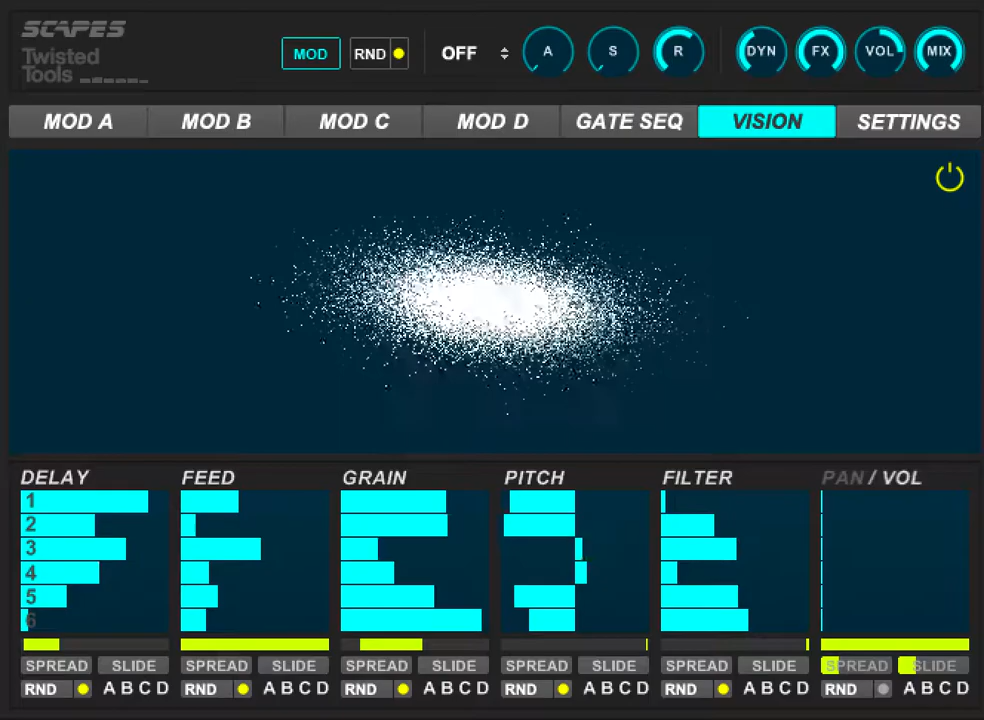 SCAPES
Twisted
Tools
MOD RND OFF A S R DYN FX VOL MIX
MOD A MOD B MOD C MOD D GATE SEQ VISION SETTINGS
DELAY FEED GRAIN PITCH FILTER PAN / VOL
1
2
3
4
5
6
SPREAD SLIDE SPREAD SLIDE SPREAD SLIDE SPREAD SLIDE SPREAD SLIDE SPREAD SLIDE
RND A B C D RND A B C D RND A B C D RND A B C D RND A B C D RND A B C D